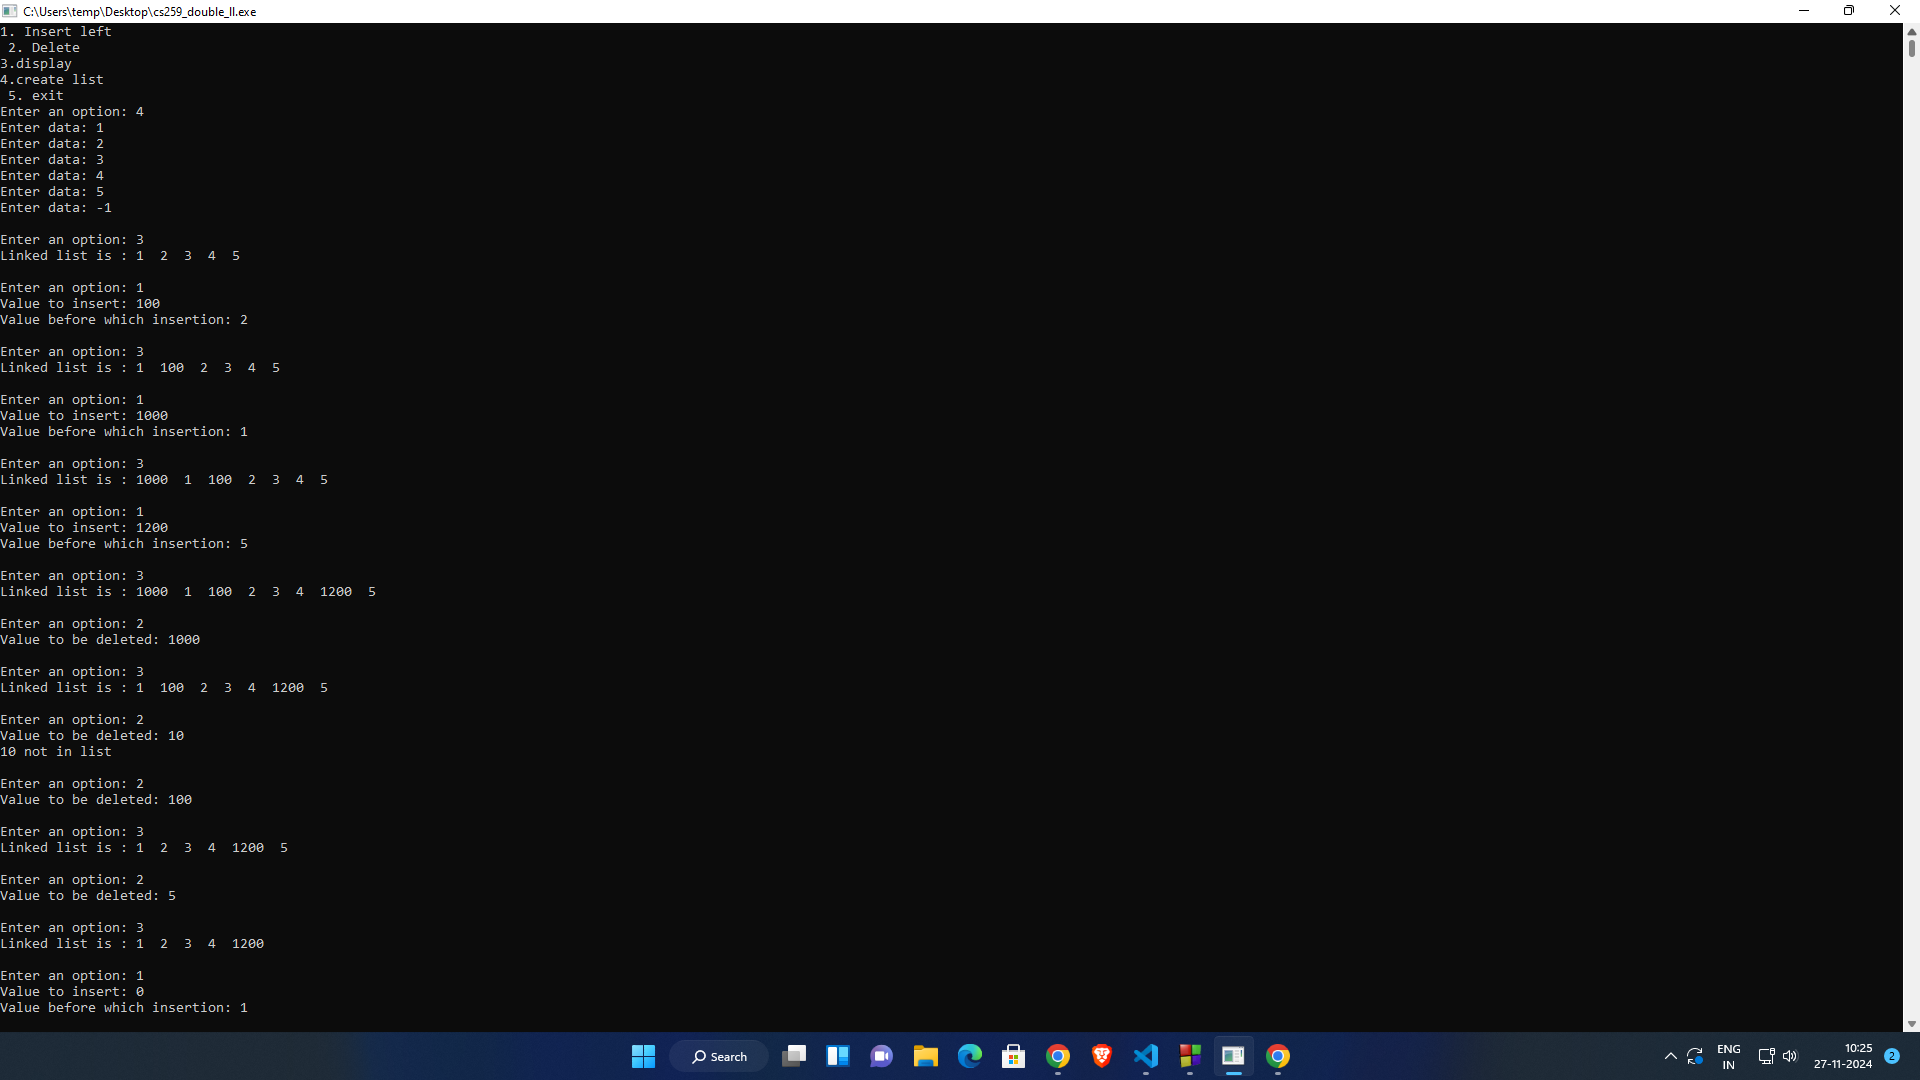 C:\Users\temp\Desktop\cs259_double_ll.exe
1. Insert left
 2. Delete
3.display
4.create list
 5. exit
Enter an option: 4
Enter data: 1
Enter data: 2
Enter data: 3
Enter data: 4
Enter data: 5
Enter data: -1

Enter an option: 3
Linked list is : 1  2  3  4  5

Enter an option: 1
Value to insert: 100
Value before which insertion: 2

Enter an option: 3
Linked list is : 1  100  2  3  4  5

Enter an option: 1
Value to insert: 1000
Value before which insertion: 1

Enter an option: 3
Linked list is : 1000  1  100  2  3  4  5

Enter an option: 1
Value to insert: 1200
Value before which insertion: 5

Enter an option: 3
Linked list is : 1000  1  100  2  3  4  1200  5

Enter an option: 2
Value to be deleted: 1000

Enter an option: 3
Linked list is : 1  100  2  3  4  1200  5

Enter an option: 2
Value to be deleted: 10
10 not in list

Enter an option: 2
Value to be deleted: 100

Enter an option: 3
Linked list is : 1  2  3  4  1200  5

Enter an option: 2
Value to be deleted: 5

Enter an option: 3
Linked list is : 1  2  3  4  1200

Enter an option: 1
Value to insert: 0
Value before which insertion: 1
Search
ENG
IN
10:25
27-11-2024
2